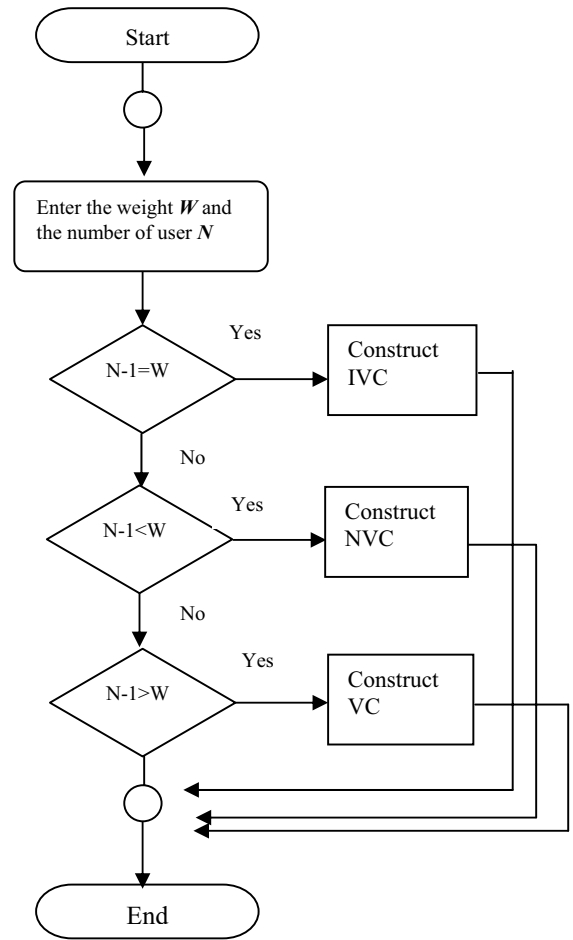 Start
Enter the weight W and
the number of user N
N-1=W
Yes
Construct
IVC
No
N-1<W
Yes
Construct
NVC
No
N-1>W
Yes
Construct
VC
End